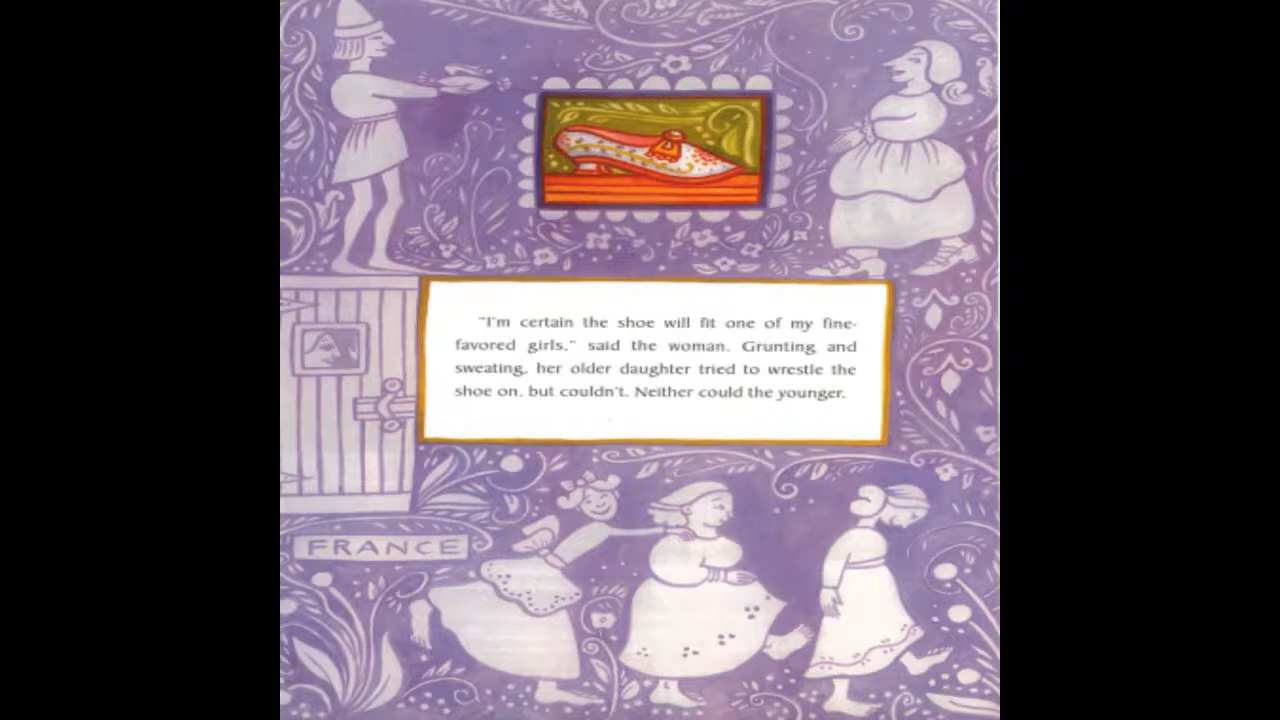 "I'm certain the shoe will fit one of my fine-
favored girls," said the woman. Grunting and
sweating, her older daughter tried to wrestle the
shoe on, but couldn't. Neither could the younger.
FRANCE